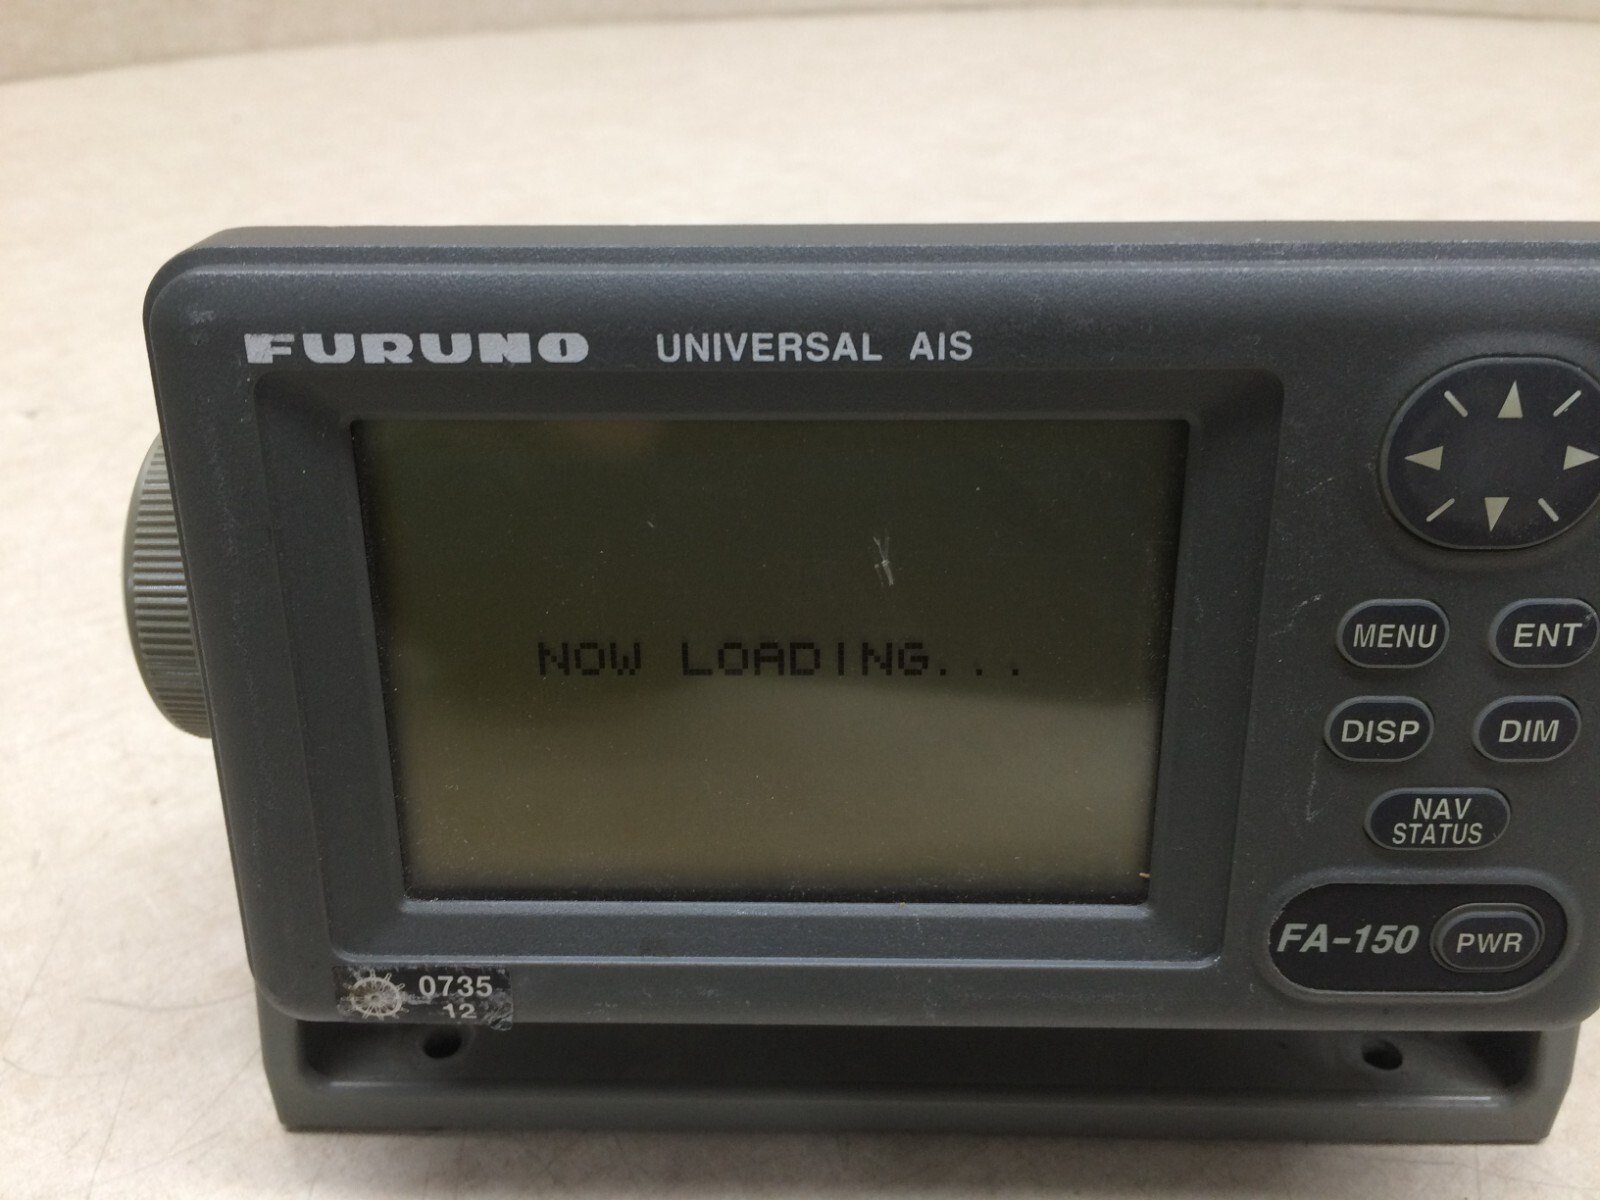 FURUNO UNIVERSAL AIS
NOW LOADING...
MENU ENT
DISP DIM
NAV
STATUS
FA-150 PWR
0735
12